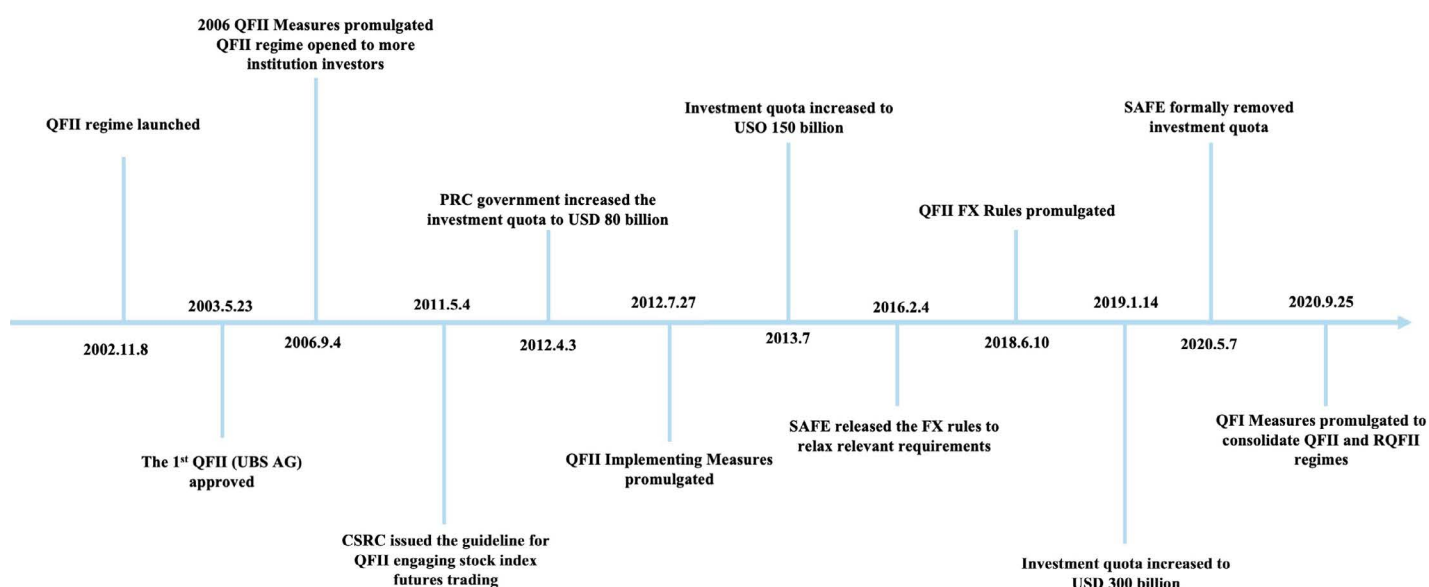 2006 QFII Measures promulgated
QFII regime opened to more
institution investors
QFII regime launched
Investment quota increased to
USO 150 billion
SAFE formally removed
investment quota
PRC government increased the
investment quota to USD 80 billion
QFII FX Rules promulgated
2003.5.23
2011.5.4
2012.7.27
2016.2.4
2019.1.14
2020.9.25
2002.11.8
2006.9.4
2012.4.3
2013.7
2018.6.10
2020.5.7
The 1st QFII (UBS AG)
approved
CSRC issued the guideline for
QFII engaging stock index
futures trading
QFII Implementing Measures
promulgated
SAFE released the FX rules to
relax relevant requirements
Investment quota increased to
USD 300 billion
QFI Measures promulgated to
consolidate QFII and RQFII
regimes